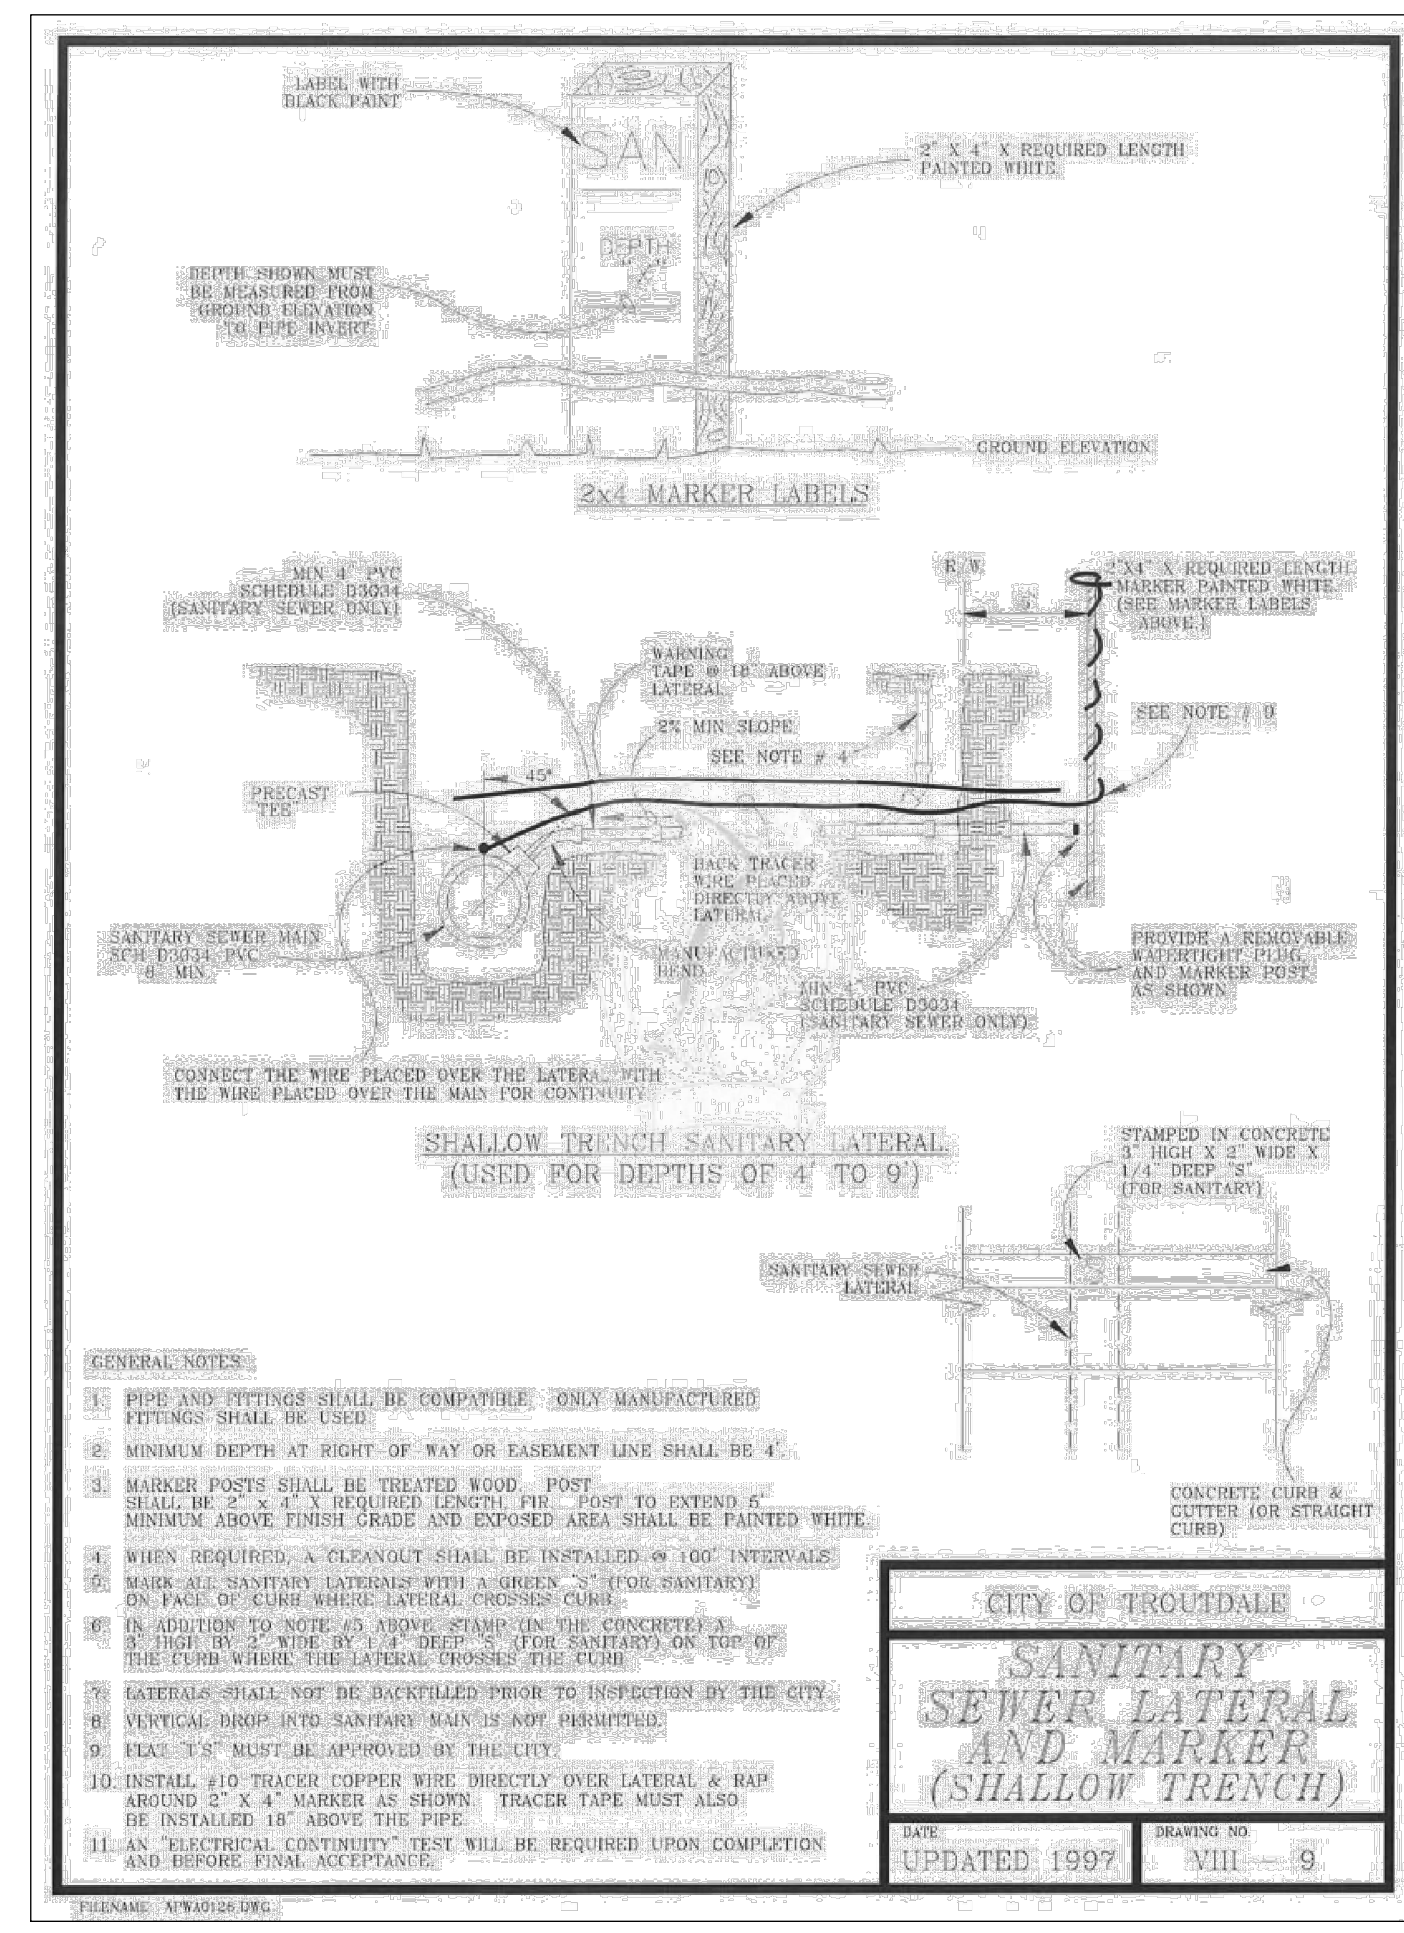 LABEL WITH
BLACK PAINT
SAN
2" X 4" X REQUIRED LENGTH
PAINTED WHITE
DEPTH
DEPTH SHOWN MUST
BE MEASURED FROM
GROUND ELEVATION
TO PIPE INVERT
GROUND ELEVATION
2x4 MARKER LABELS
MIN 4" PVC
SCHEDULE D3034
(SANITARY SEWER ONLY)
R/W
2"X4" X REQUIRED LENGTH
MARKER PAINTED WHITE
(SEE MARKER LABELS
ABOVE.)
WARNING
TAPE @ 18" ABOVE
LATERAL
2% MIN SLOPE
SEE NOTE # 4
SEE NOTE # 9
45°
PRECAST
"TEE"
BACK TRACER
WIRE PLACED
DIRECTLY ABOVE
LATERAL
SANITARY SEWER MAIN
SCH D3034 PVC
8" MIN
MANUFACTURED
BEND
MIN 4" PVC
SCHEDULE D3034
(SANITARY SEWER ONLY)
PROVIDE A REMOVABLE
WATERTIGHT PLUG,
AND MARKER POST
AS SHOWN
CONNECT THE WIRE PLACED OVER THE LATERAL WITH
THE WIRE PLACED OVER THE MAIN FOR CONTINUITY
SHALLOW TRENCH SANITARY LATERAL.
(USED FOR DEPTHS OF 4' TO 9')
STAMPED IN CONCRETE
3" HIGH X 2" WIDE X
1/4" DEEP "S"
(FOR SANITARY)
SANITARY SEWER
LATERAL
CONCRETE CURB &
GUTTER (OR STRAIGHT
CURB)
GENERAL NOTES
1. PIPE AND FITTINGS SHALL BE COMPATIBLE. ONLY MANUFACTURED
FITTINGS SHALL BE USED.
2. MINIMUM DEPTH AT RIGHT OF WAY OR EASEMENT LINE SHALL BE 4'.
3. MARKER POSTS SHALL BE TREATED WOOD. POST
SHALL BE 2" x 4" X REQUIRED LENGTH, FIR. POST TO EXTEND 5'
MINIMUM ABOVE FINISH GRADE AND EXPOSED AREA SHALL BE PAINTED WHITE.
4. WHEN REQUIRED, A CLEANOUT SHALL BE INSTALLED @ 100' INTERVALS
5. MARK ALL SANITARY LATERALS WITH A GREEN "S" (FOR SANITARY)
ON FACE OF CURB WHERE LATERAL CROSSES CURB
6. IN ADDITION TO NOTE #5 ABOVE, STAMP (IN THE CONCRETE) A
3" HIGH BY 2" WIDE BY 1/4" DEEP "S" (FOR SANITARY) ON TOP OF
THE CURB WHERE THE LATERAL CROSSES THE CURB
7. LATERALS SHALL NOT BE BACKFILLED PRIOR TO INSPECTION BY THE CITY.
8. VERTICAL DROP INTO SANITARY MAIN IS NOT PERMITTED.
9. FLAT "T'S" MUST BE APPROVED BY THE CITY.
10. INSTALL #10 TRACER COPPER WIRE DIRECTLY OVER LATERAL & RAP
AROUND 2" X 4" MARKER AS SHOWN. TRACER TAPE MUST ALSO
BE INSTALLED 18" ABOVE THE PIPE.
11. AN "ELECTRICAL CONTINUITY" TEST WILL BE REQUIRED UPON COMPLETION
AND BEFORE FINAL ACCEPTANCE.
CITY OF TROUTDALE
SANITARY
SEWER LATERAL
AND MARKER
(SHALLOW TRENCH)
DATE:
UPDATED 1997
DRAWING NO.
VIII - 9
FILENAME APWA0126.DWG